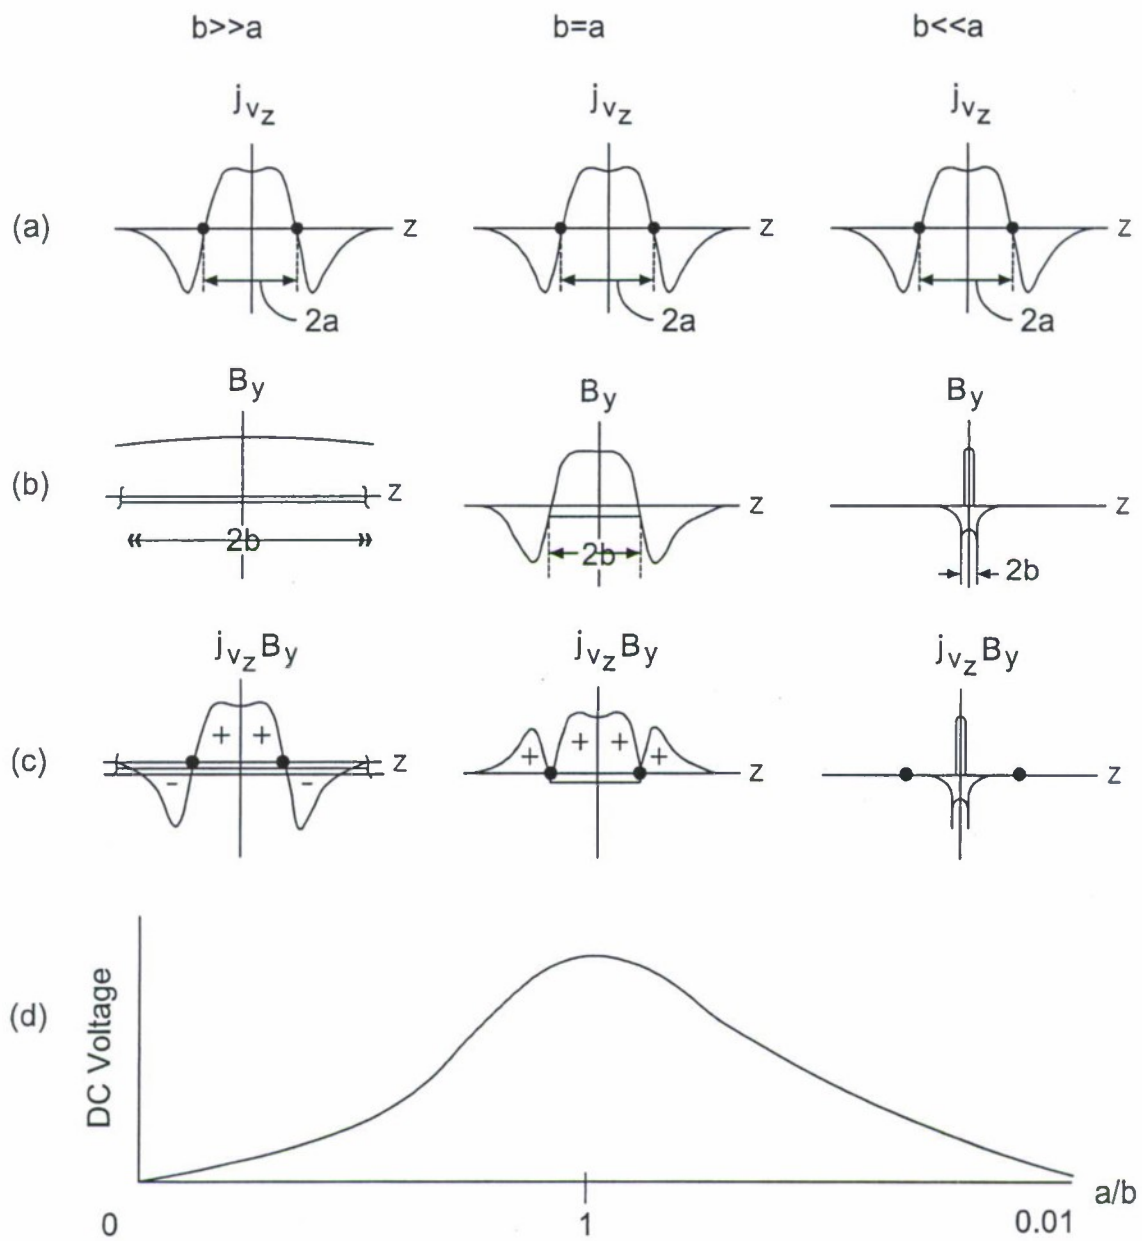 b>>a b=a b<<a
j_{v_z} j_{v_z} j_{v_z}
(a) z z z
2a 2a 2a
B_y B_y B_y
(b) z z z
2b 2b 2b
j_{v_z}B_y j_{v_z}B_y j_{v_z}B_y
(c) + + z + + + + z z
- -
(d) DC Voltage
a/b
0 1 0.01